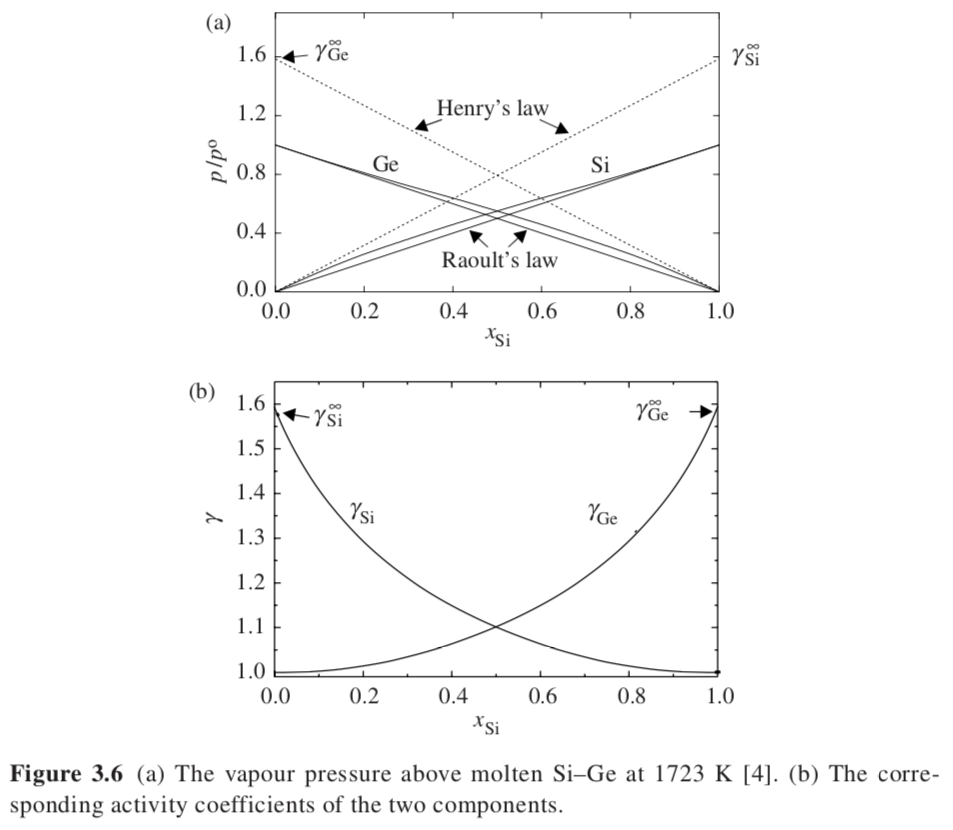 (a)
1.6
γ∞Ge
γ∞Si
Henry's law
1.2
p/p°
Ge
Si
0.8
0.4
Raoult's law
0.0
0.0 0.2 0.4 0.6 0.8 1.0
xSi
(b)
1.6
γ∞Si
γ∞Ge
1.5
1.4
γSi
γGe
γ
1.3
1.2
1.1
1.0
0.0 0.2 0.4 0.6 0.8 1.0
xSi
Figure 3.6 (a) The vapour pressure above molten Si–Ge at 1723 K [4]. (b) The corre-
sponding activity coefficients of the two components.